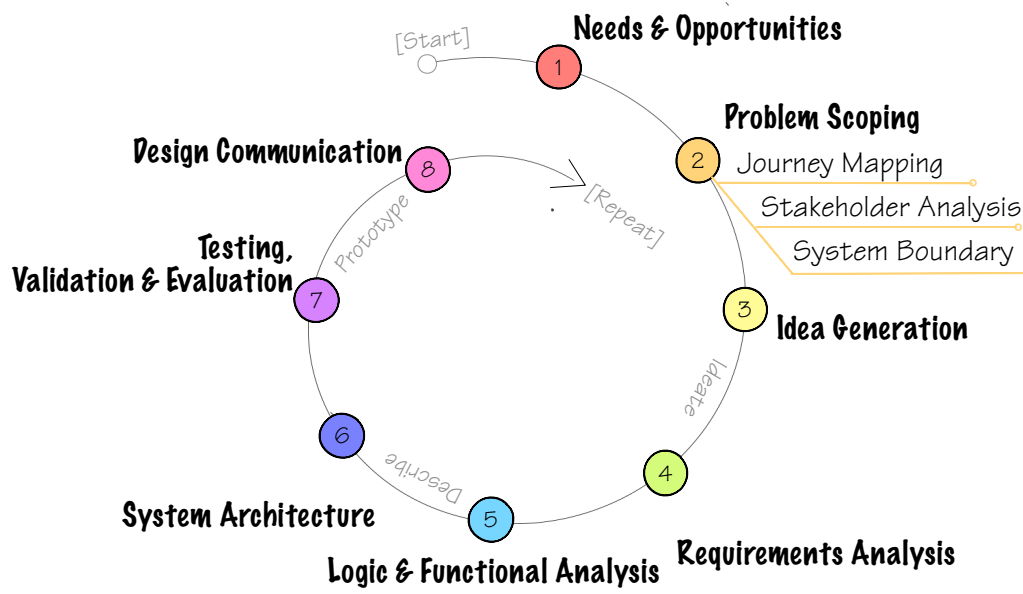 [Start]
1
Needs & Opportunities
2
Problem Scoping
Journey Mapping
Stakeholder Analysis
System Boundary
3
Idea Generation
Ideate
4
Requirements Analysis
5
Logic & Functional Analysis
Describe
6
System Architecture
7
Testing,
Validation & Evaluation
Prototype
8
Design Communication
[Repeat]